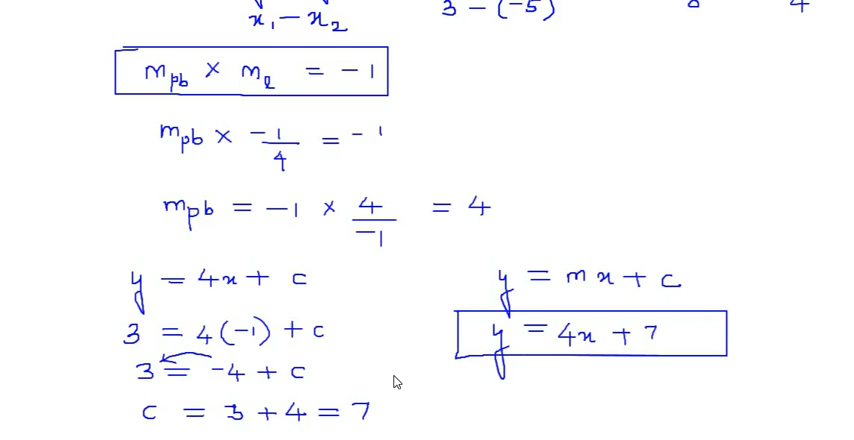 x₁ − x₂
3 − (−5)
4
m_pb × m_l = −1
m_pb × −1/4 = −1
m_pb = −1 × 4/−1 = 4
y = 4x + c
y = mx + c
3 = 4(−1) + c
y = 4x + 7
3 = −4 + c
c = 3 + 4 = 7